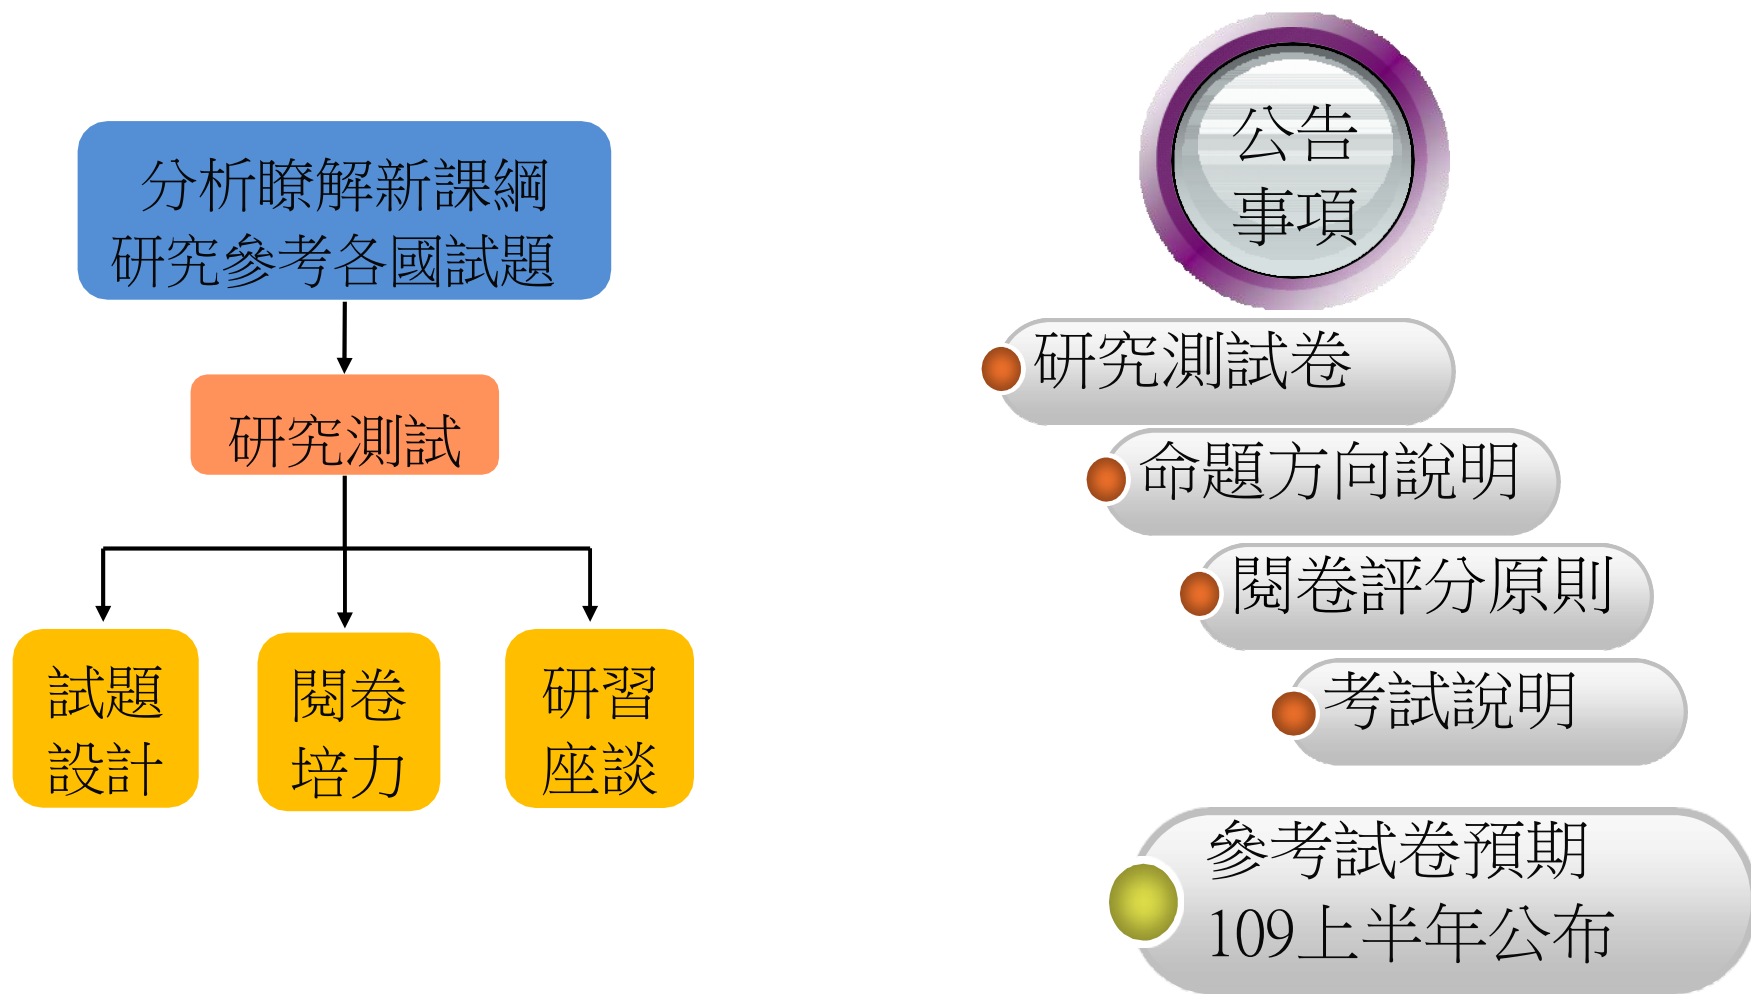 分析瞭解新課綱
研究參考各國試題
研究測試
試題
設計
閱卷
培力
研習
座談
公告
事項
研究測試卷
命題方向說明
閱卷評分原則
考試說明
參考試卷預期
109上半年公布